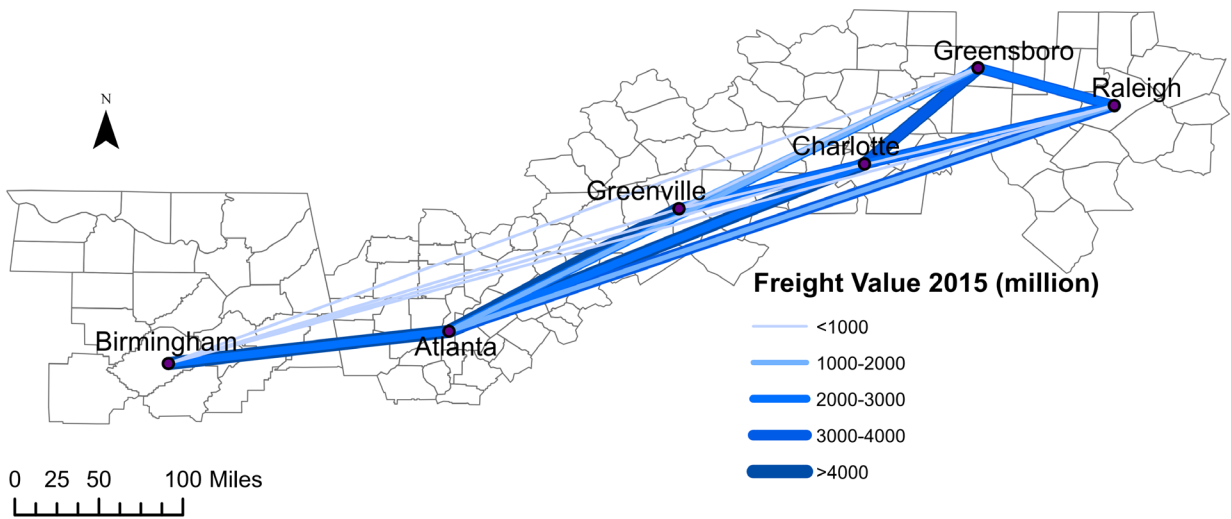 Greensboro
Raleigh
N
Charlotte
Greenville
Freight Value 2015 (million)
<1000
Birmingham
Atlanta
1000-2000
2000-3000
3000-4000
>4000
0 25 50 100 Miles